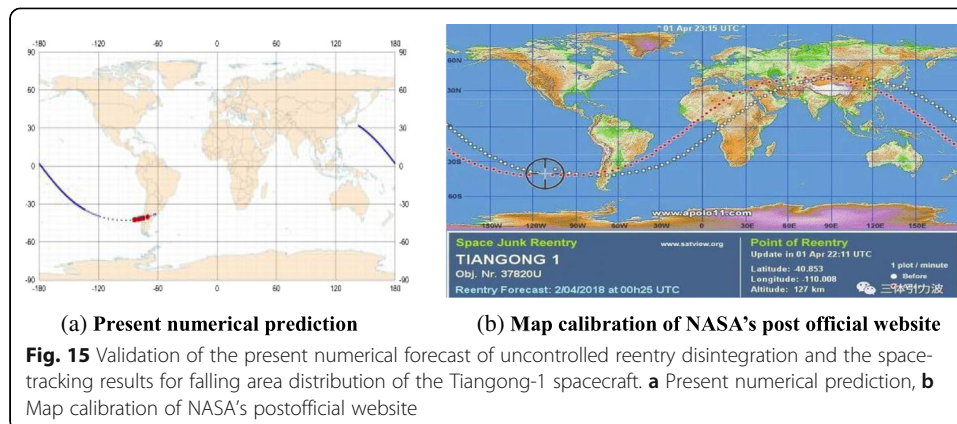 -180 -120 -60 0 60 120 180
90 90
60 60
30 30
0 0
-30 -30
-60 -60
-90 -90
-180 -120 -60 0 60 120 180
01 Apr 23:15 UTC
60N
30N
30S
60S
www.apolo11.com
150W 120W 90W 60W 30W 0 30E 60E 90E 120E 150E
Space Junk Reentry
www.satview.org
TIANGONG 1
Obj. Nr. 37820U
Reentry Forecast: 2/04/2018 at 00h25 UTC
Point of Reentry
Update in 01 Apr 22:11 UTC
Latitude: -40.853
Longitude: -110.008
Altitude: 127 km
1 plot / minute
Before
三体引力波
(a) Present numerical prediction
(b) Map calibration of NASA's post official website
Fig. 15 Validation of the present numerical forecast of uncontrolled reentry disintegration and the space-
tracking results for falling area distribution of the Tiangong-1 spacecraft. a Present numerical prediction, b
Map calibration of NASA's postofficial website